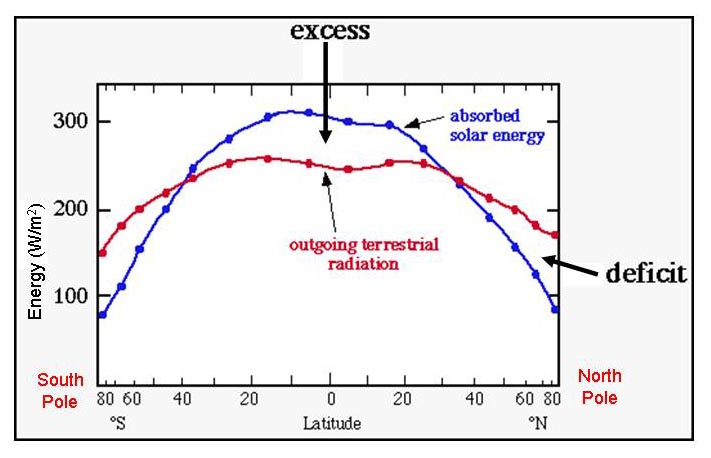 excess
300
200
100
Energy (W/m²)
absorbed
solar energy
outgoing terrestrial
radiation
deficit
South
Pole
80 60 40 20 0 20 40 60 80
°S Latitude °N
North
Pole